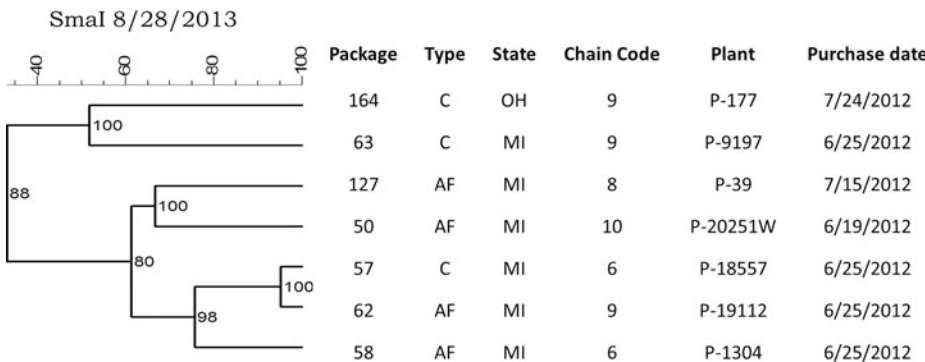 SmaI 8/28/2013
40 60 80 100
Package Type State Chain Code Plant Purchase date
164 C OH 9 P-177 7/24/2012
100
63 C MI 9 P-9197 6/25/2012
127 AF MI 8 P-39 7/15/2012
88
100
50 AF MI 10 P-20251W 6/19/2012
80
57 C MI 6 P-18557 6/25/2012
100
62 AF MI 9 P-19112 6/25/2012
98
58 AF MI 6 P-1304 6/25/2012